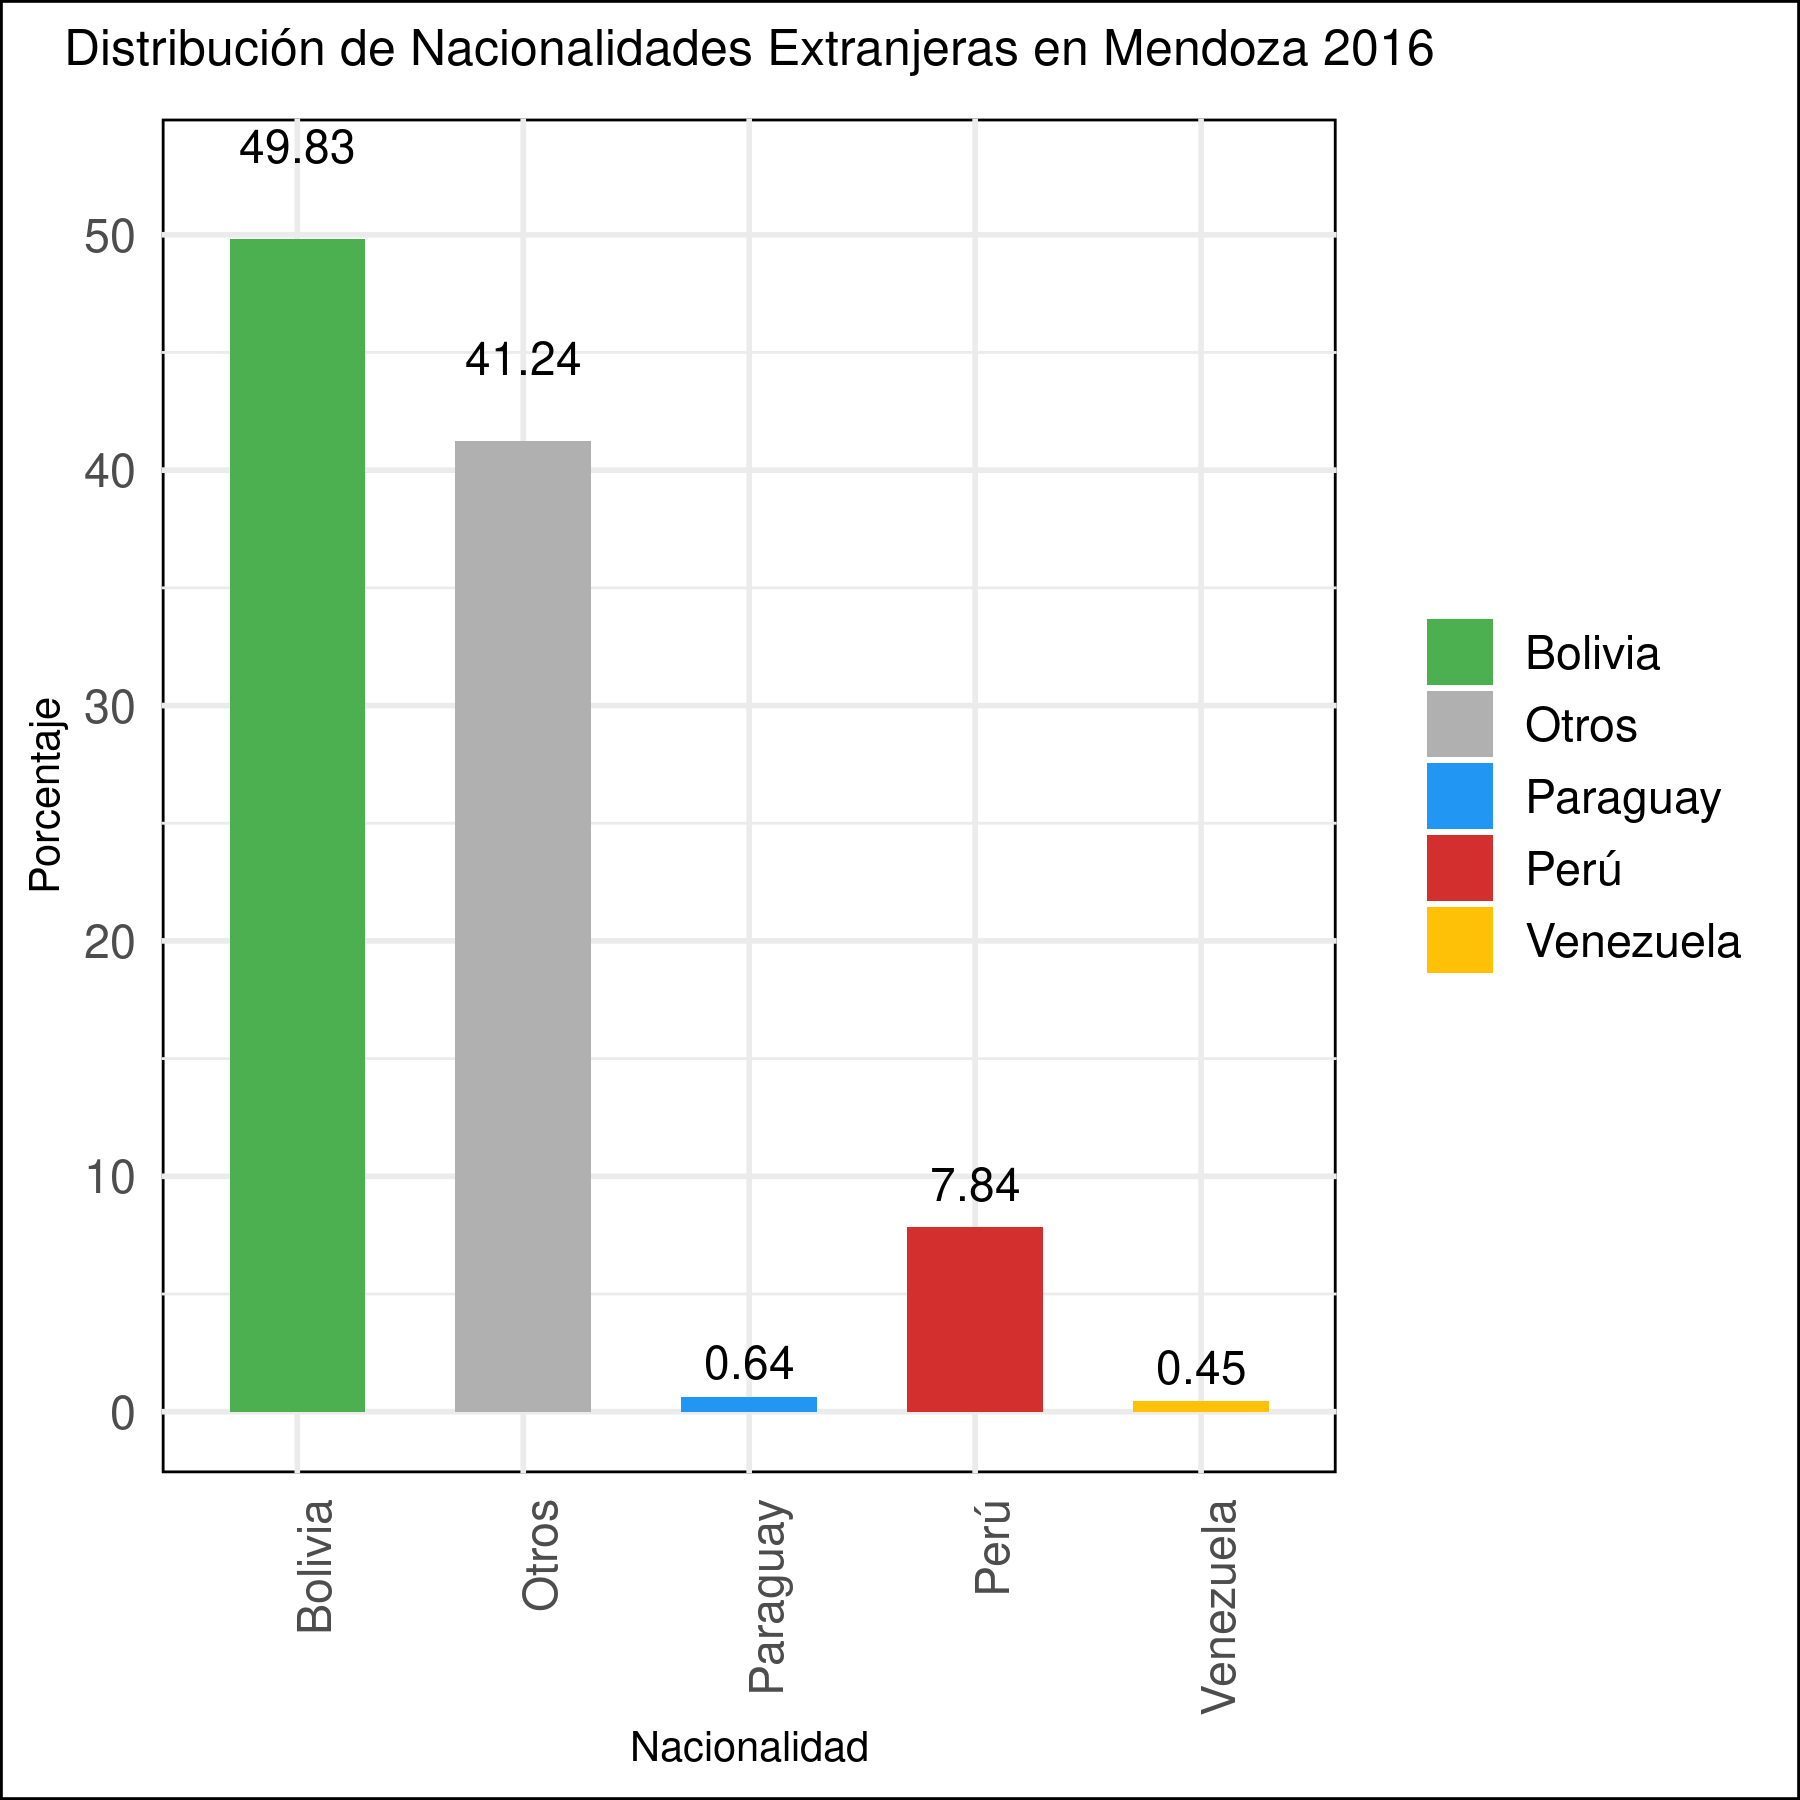 Distribución de Nacionalidades Extranjeras en Mendoza 2016
49.83
41.24
0.64
7.84
0.45
50
40
30
20
10
0
Porcentaje
Bolivia
Otros
Paraguay
Perú
Venezuela
Nacionalidad
Bolivia
Otros
Paraguay
Perú
Venezuela